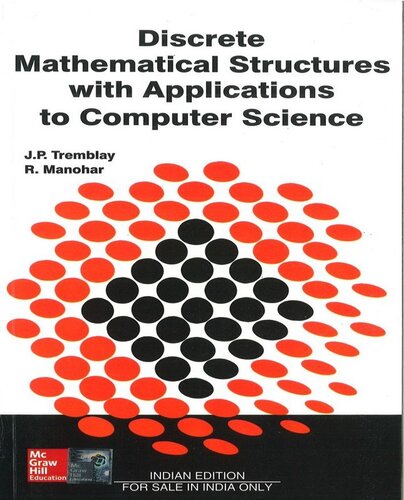 Discrete
Mathematical Structures
with Applications
to Computer Science
J.P. Tremblay
R. Manohar
Mc
Graw
Hill
Education
INDIAN EDITION
FOR SALE IN INDIA ONLY